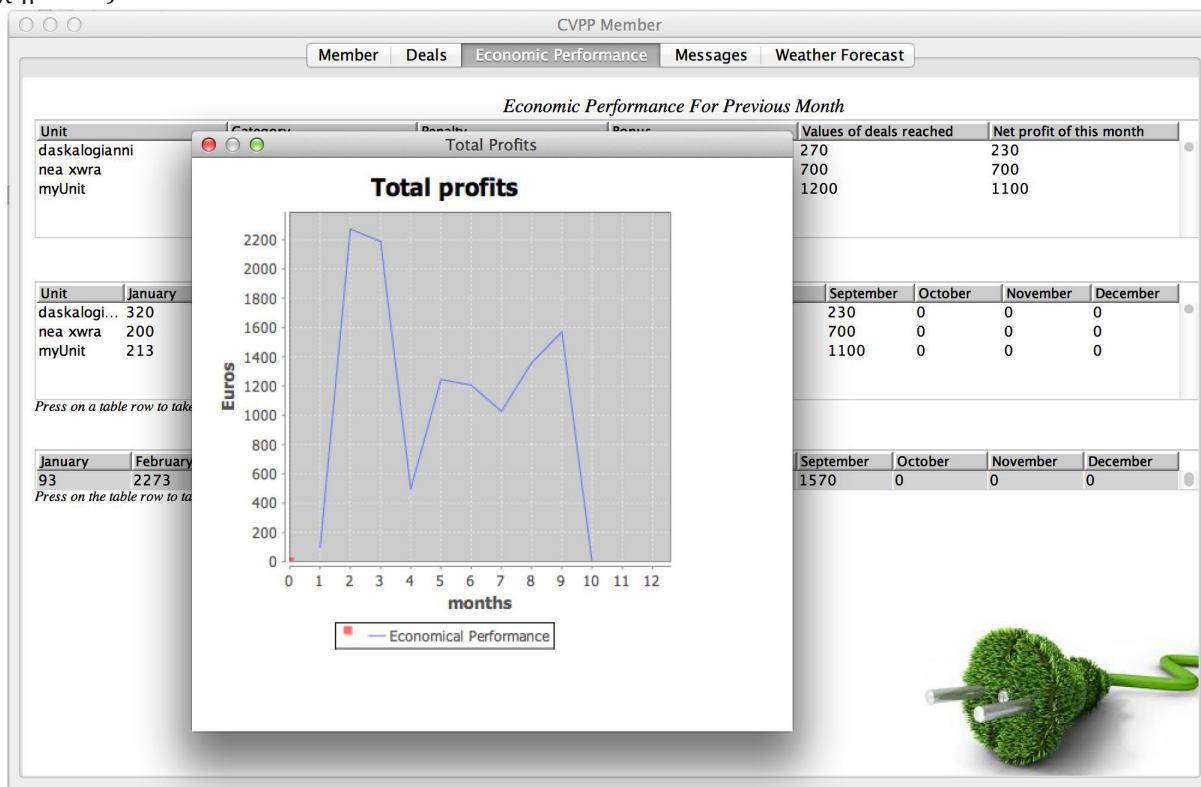 CVPP Member
Member Deals Economic Performance Messages Weather Forecast
Economic Performance For Previous Month
Unit Category Penalty Bonus Values of deals reached Net profit of this month
daskalogianni 270 230
nea xwra 700 700
myUnit 1200 1100
Unit January September October November December
daskalogi... 320 230 0 0 0
nea xwra 200 700 0 0 0
myUnit 213 1100 0 0 0
Press on a table row to take
January February September October November December
93 2273 1570 0 0 0
Press on the table row to ta
Total Profits
Total profits
2200
2000
1800
1600
1400
1200
1000
800
600
400
200
0
Euros
0 1 2 3 4 5 6 7 8 9 10 11 12
months
Economical Performance